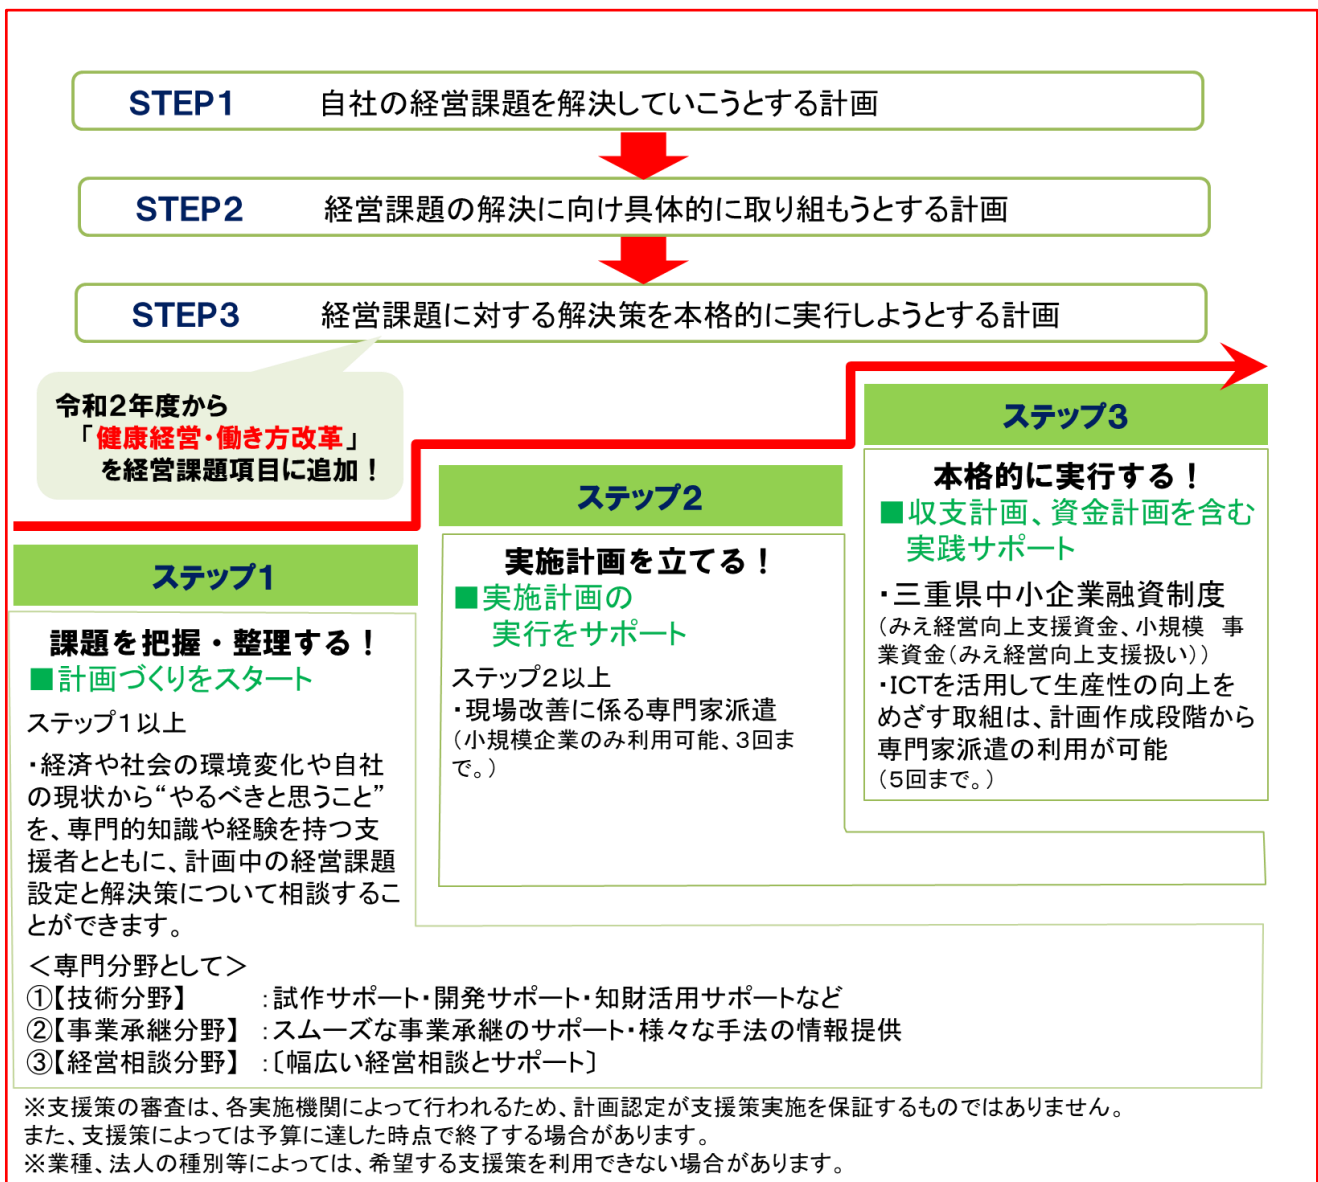 STEP1 自社の経営課題を解決していこうとする計画
STEP2 経営課題の解決に向け具体的に取り組もうとする計画
STEP3 経営課題に対する解決策を本格的に実行しようとする計画
令和2年度から
「健康経営・働き方改革」
を経営課題項目に追加！
ステップ1
課題を把握・整理する！
■計画づくりをスタート
ステップ１以上
・経済や社会の環境変化や自社
の現状から“やるべきと思うこと”
を、専門的知識や経験を持つ支
援者とともに、計画中の経営課題
設定と解決策について相談するこ
とができます。
＜専門分野として＞
①【技術分野】　：試作サポート・開発サポート・知財活用サポートなど
②【事業承継分野】：スムーズな事業承継のサポート・様々な手法の情報提供
③【経営相談分野】：〔幅広い経営相談とサポート〕
ステップ2
実施計画を立てる！
■実施計画の
実行をサポート
ステップ２以上
・現場改善に係る専門家派遣
（小規模企業のみ利用可能、３回ま
で。）
ステップ3
本格的に実行する！
■収支計画、資金計画を含む
実践サポート
・三重県中小企業融資制度
（みえ経営向上支援資金、小規模　事
業資金（みえ経営向上支援扱い））
・ICTを活用して生産性の向上を
めざす取組は、計画作成段階から
専門家派遣の利用が可能
（５回まで。）
※支援策の審査は、各実施機関によって行われるため、計画認定が支援策実施を保証するものではありません。
また、支援策によっては予算に達した時点で終了する場合があります。
※業種、法人の種別等によっては、希望する支援策を利用できない場合があります。